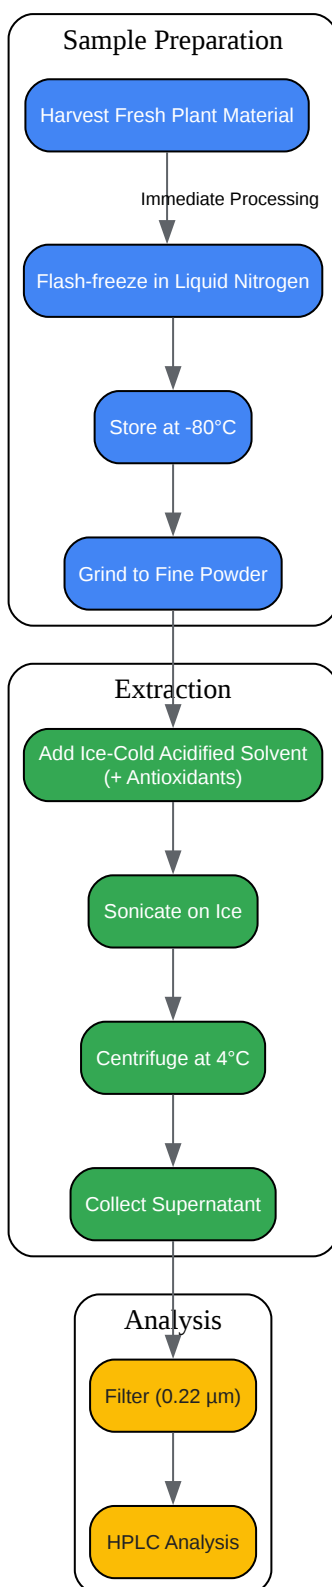 Sample Preparation
Harvest Fresh Plant Material
Immediate Processing
Flash-freeze in Liquid Nitrogen
Store at -80°C
Grind to Fine Powder
Extraction
Add Ice-Cold Acidified Solvent
(+ Antioxidants)
Sonicate on Ice
Centrifuge at 4°C
Collect Supernatant
Analysis
Filter (0.22 µm)
HPLC Analysis